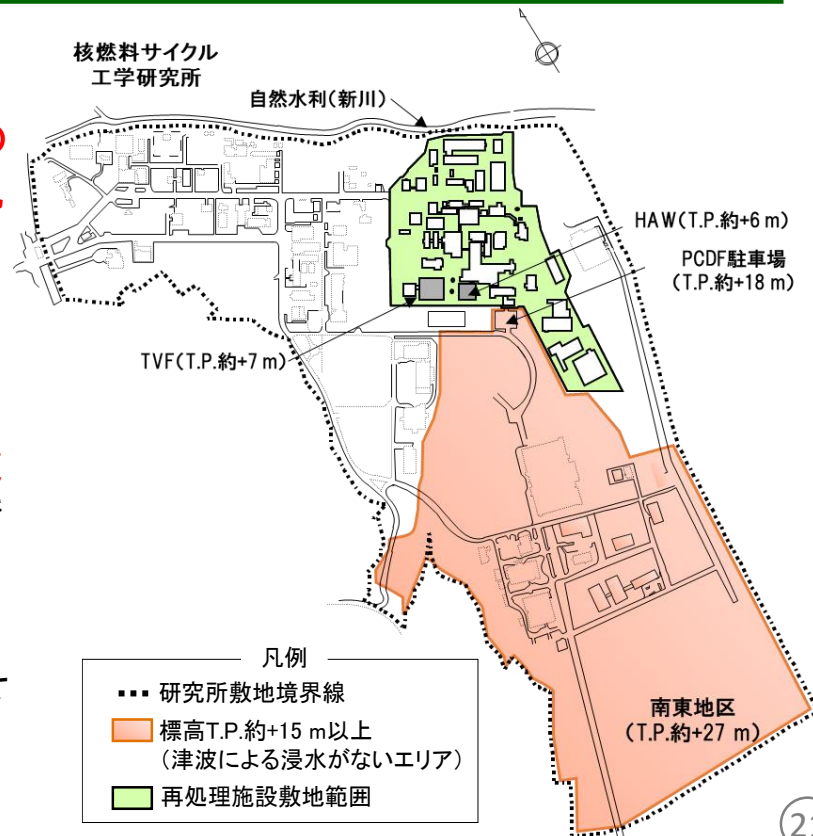 核燃料サイクル
工学研究所
自然水利(新川)
の
HAW(T.P.約+6 m)
PCDF駐車場
(T.P.約+18 m)
TVF(T.P.約+7 m)
て
南東地区
(T.P.約+27 m)
凡例
研究所敷地境界線
標高T.P.約+15 m以上
(津波による浸水がないエリア)
再処理施設敷地範囲